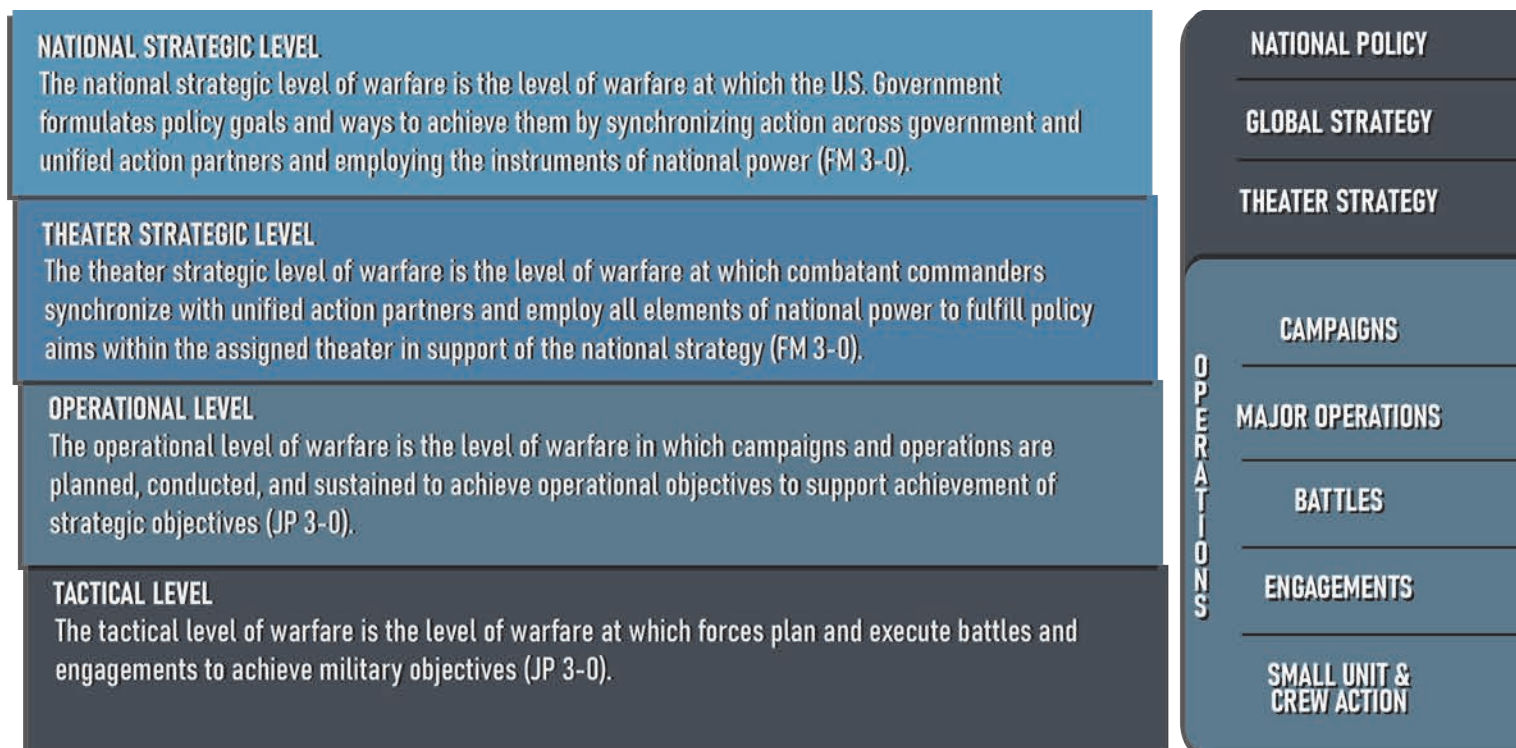 NATIONAL STRATEGIC LEVEL
The national strategic level of warfare is the level of warfare at which the U.S. Government
formulates policy goals and ways to achieve them by synchronizing action across government and
unified action partners and employing the instruments of national power (FM 3-0).
THEATER STRATEGIC LEVEL
The theater strategic level of warfare is the level of warfare at which combatant commanders
synchronize with unified action partners and employ all elements of national power to fulfill policy
aims within the assigned theater in support of the national strategy (FM 3-0).
OPERATIONAL LEVEL
The operational level of warfare is the level of warfare in which campaigns and operations are
planned, conducted, and sustained to achieve operational objectives to support achievement of
strategic objectives (JP 3-0).
TACTICAL LEVEL
The tactical level of warfare is the level of warfare at which forces plan and execute battles and
engagements to achieve military objectives (JP 3-0).
NATIONAL POLICY
GLOBAL STRATEGY
THEATER STRATEGY
OPERATIONS
CAMPAIGNS
MAJOR OPERATIONS
BATTLES
ENGAGEMENTS
SMALL UNIT &
CREW ACTION